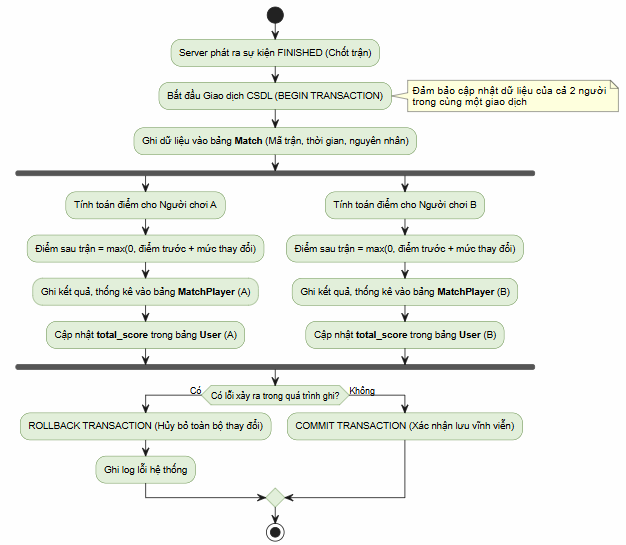 Server phát ra sự kiện FINISHED (Chốt trận)
Bắt đầu Giao dịch CSDL (BEGIN TRANSACTION)
Đảm bảo cập nhật dữ liệu của cả 2 người
trong cùng một giao dịch
Ghi dữ liệu vào bảng Match (Mã trận, thời gian, nguyên nhân)
Tính toán điểm cho Người chơi A
Tính toán điểm cho Người chơi B
Điểm sau trận = max(0, điểm trước + mức thay đổi)
Điểm sau trận = max(0, điểm trước + mức thay đổi)
Ghi kết quả, thống kê vào bảng MatchPlayer (A)
Ghi kết quả, thống kê vào bảng MatchPlayer (B)
Cập nhật total_score trong bảng User (A)
Cập nhật total_score trong bảng User (B)
Có
Có lỗi xảy ra trong quá trình ghi?
Không
ROLLBACK TRANSACTION (Hủy bỏ toàn bộ thay đổi)
COMMIT TRANSACTION (Xác nhận lưu vĩnh viễn)
Ghi log lỗi hệ thống